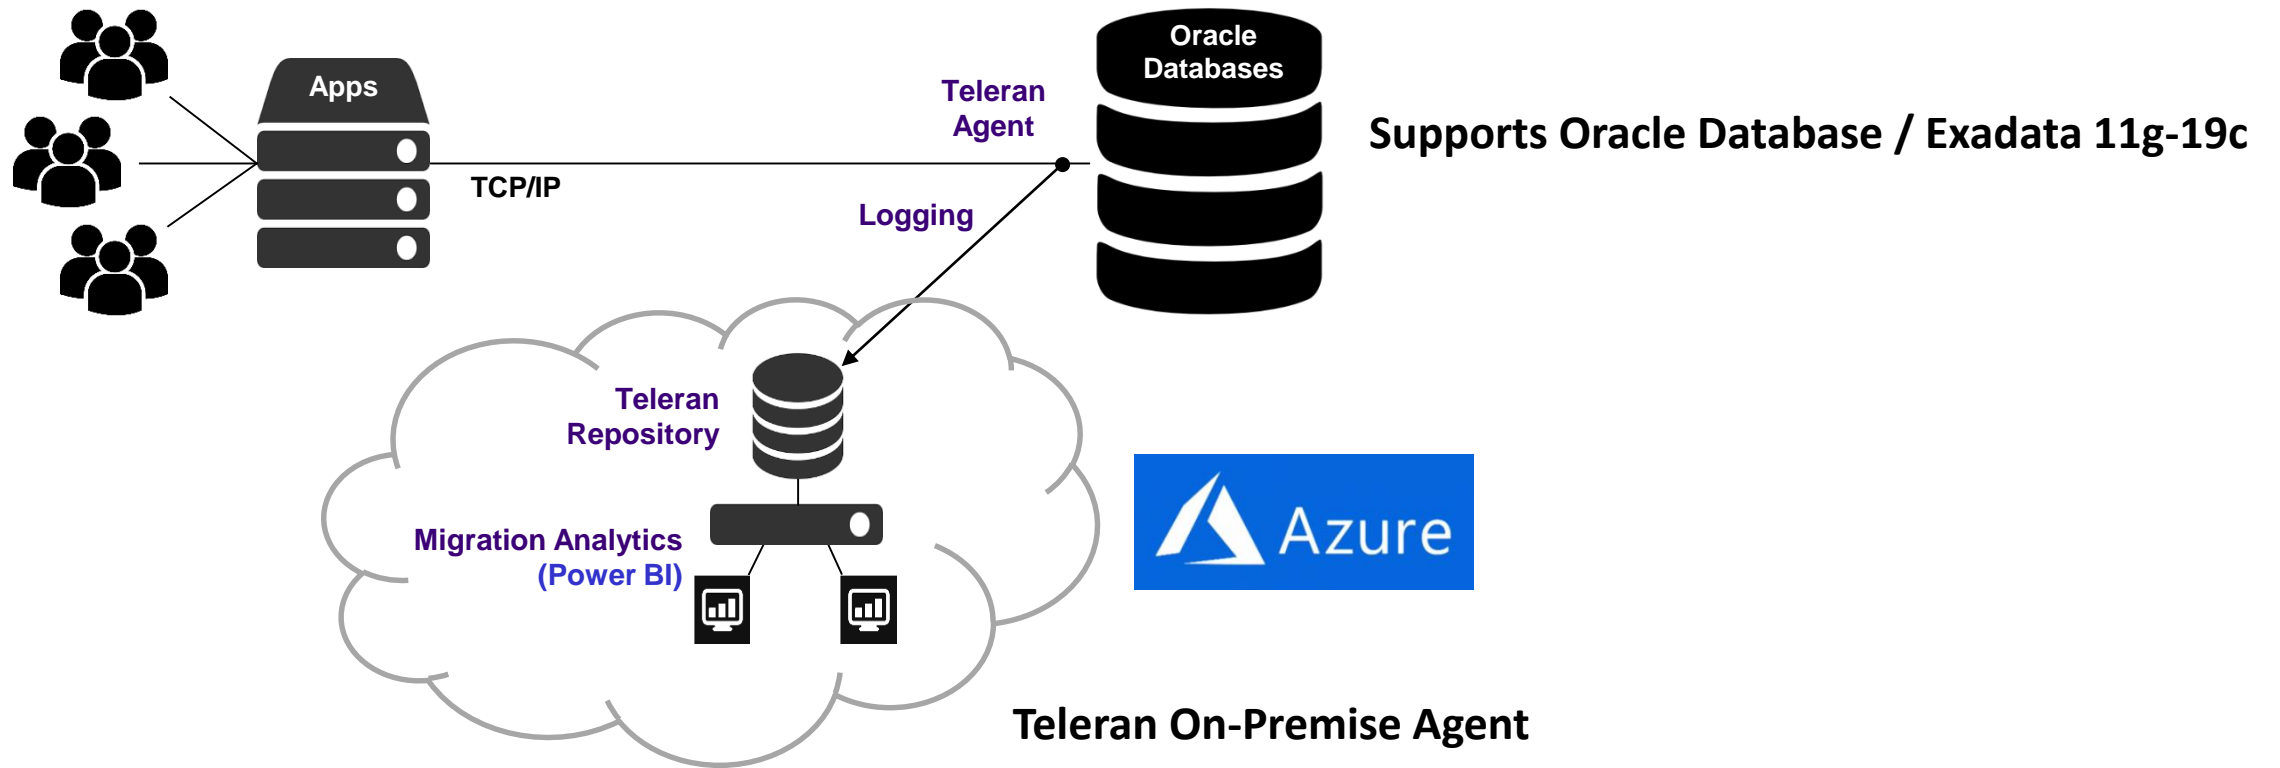 Apps
Oracle
Databases
Teleran
Agent
Supports Oracle Database / Exadata 11g-19c
TCP/IP
Logging
Teleran
Repository
Migration Analytics
(Power BI)
Azure
Teleran On-Premise Agent